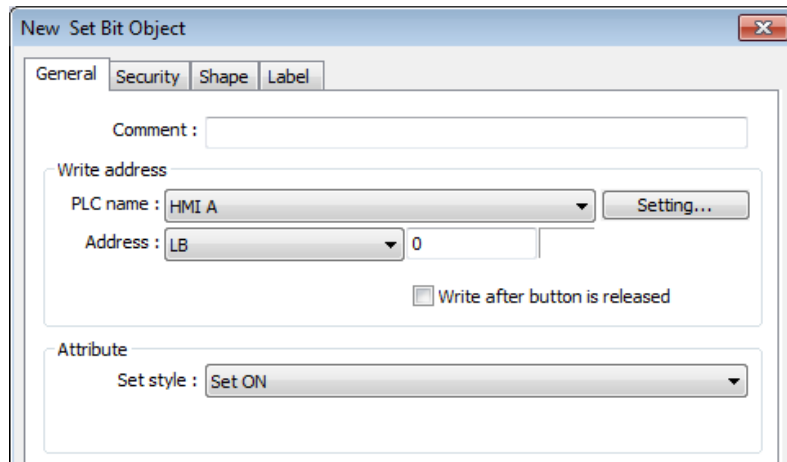 New Set Bit Object
General Security Shape Label
Comment :
Write address
PLC name : HMI A Setting...
Address : LB 0
Write after button is released
Attribute
Set style : Set ON